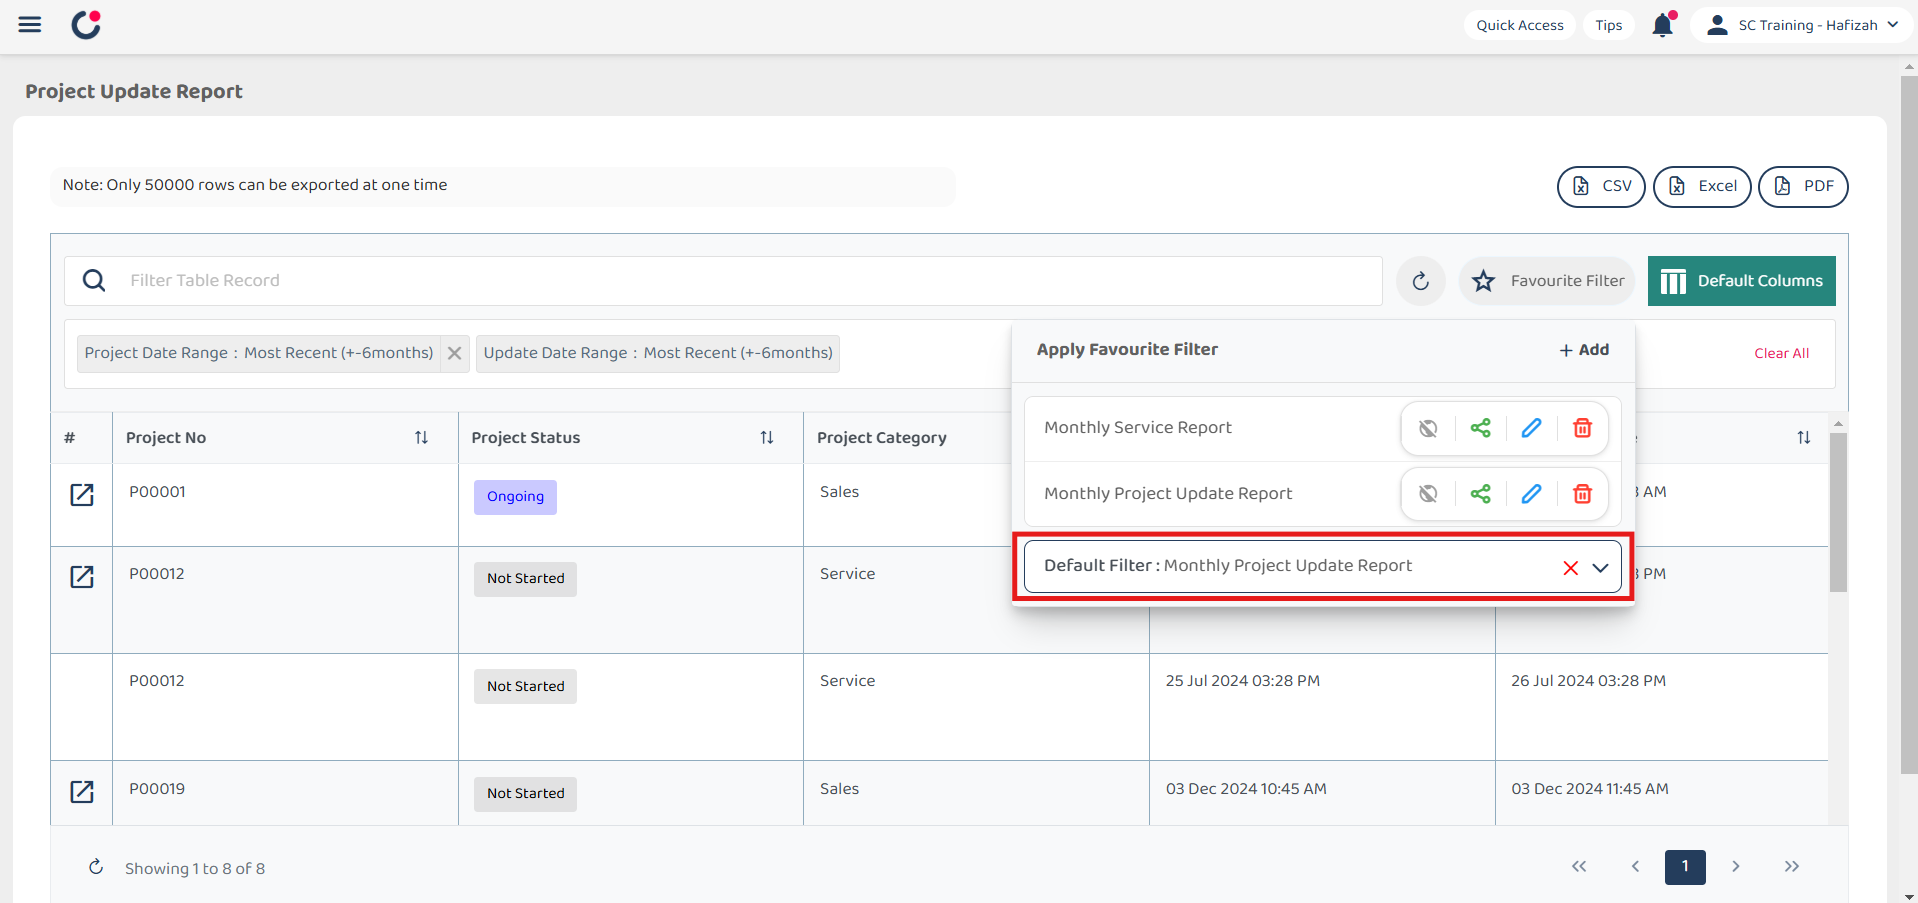 Quick Access
Tips
SC Training - Hafizah
Project Update Report
Note: Only 50000 rows can be exported at one time
CSV
Excel
PDF
Filter Table Record
Favourite Filter
Default Columns
Project Date Range : Most Recent (+-6months)
Update Date Range : Most Recent (+-6months)
Clear All
Apply Favourite Filter
+ Add
Monthly Service Report
Monthly Project Update Report
Default Filter : Monthly Project Update Report
# Project No Project Status Project Category
P00001 Ongoing Sales AM
P00012 Not Started Service PM
P00012 Not Started Service 25 Jul 2024 03:28 PM 26 Jul 2024 03:28 PM
P00019 Not Started Sales 03 Dec 2024 10:45 AM 03 Dec 2024 11:45 AM
Showing 1 to 8 of 8
1